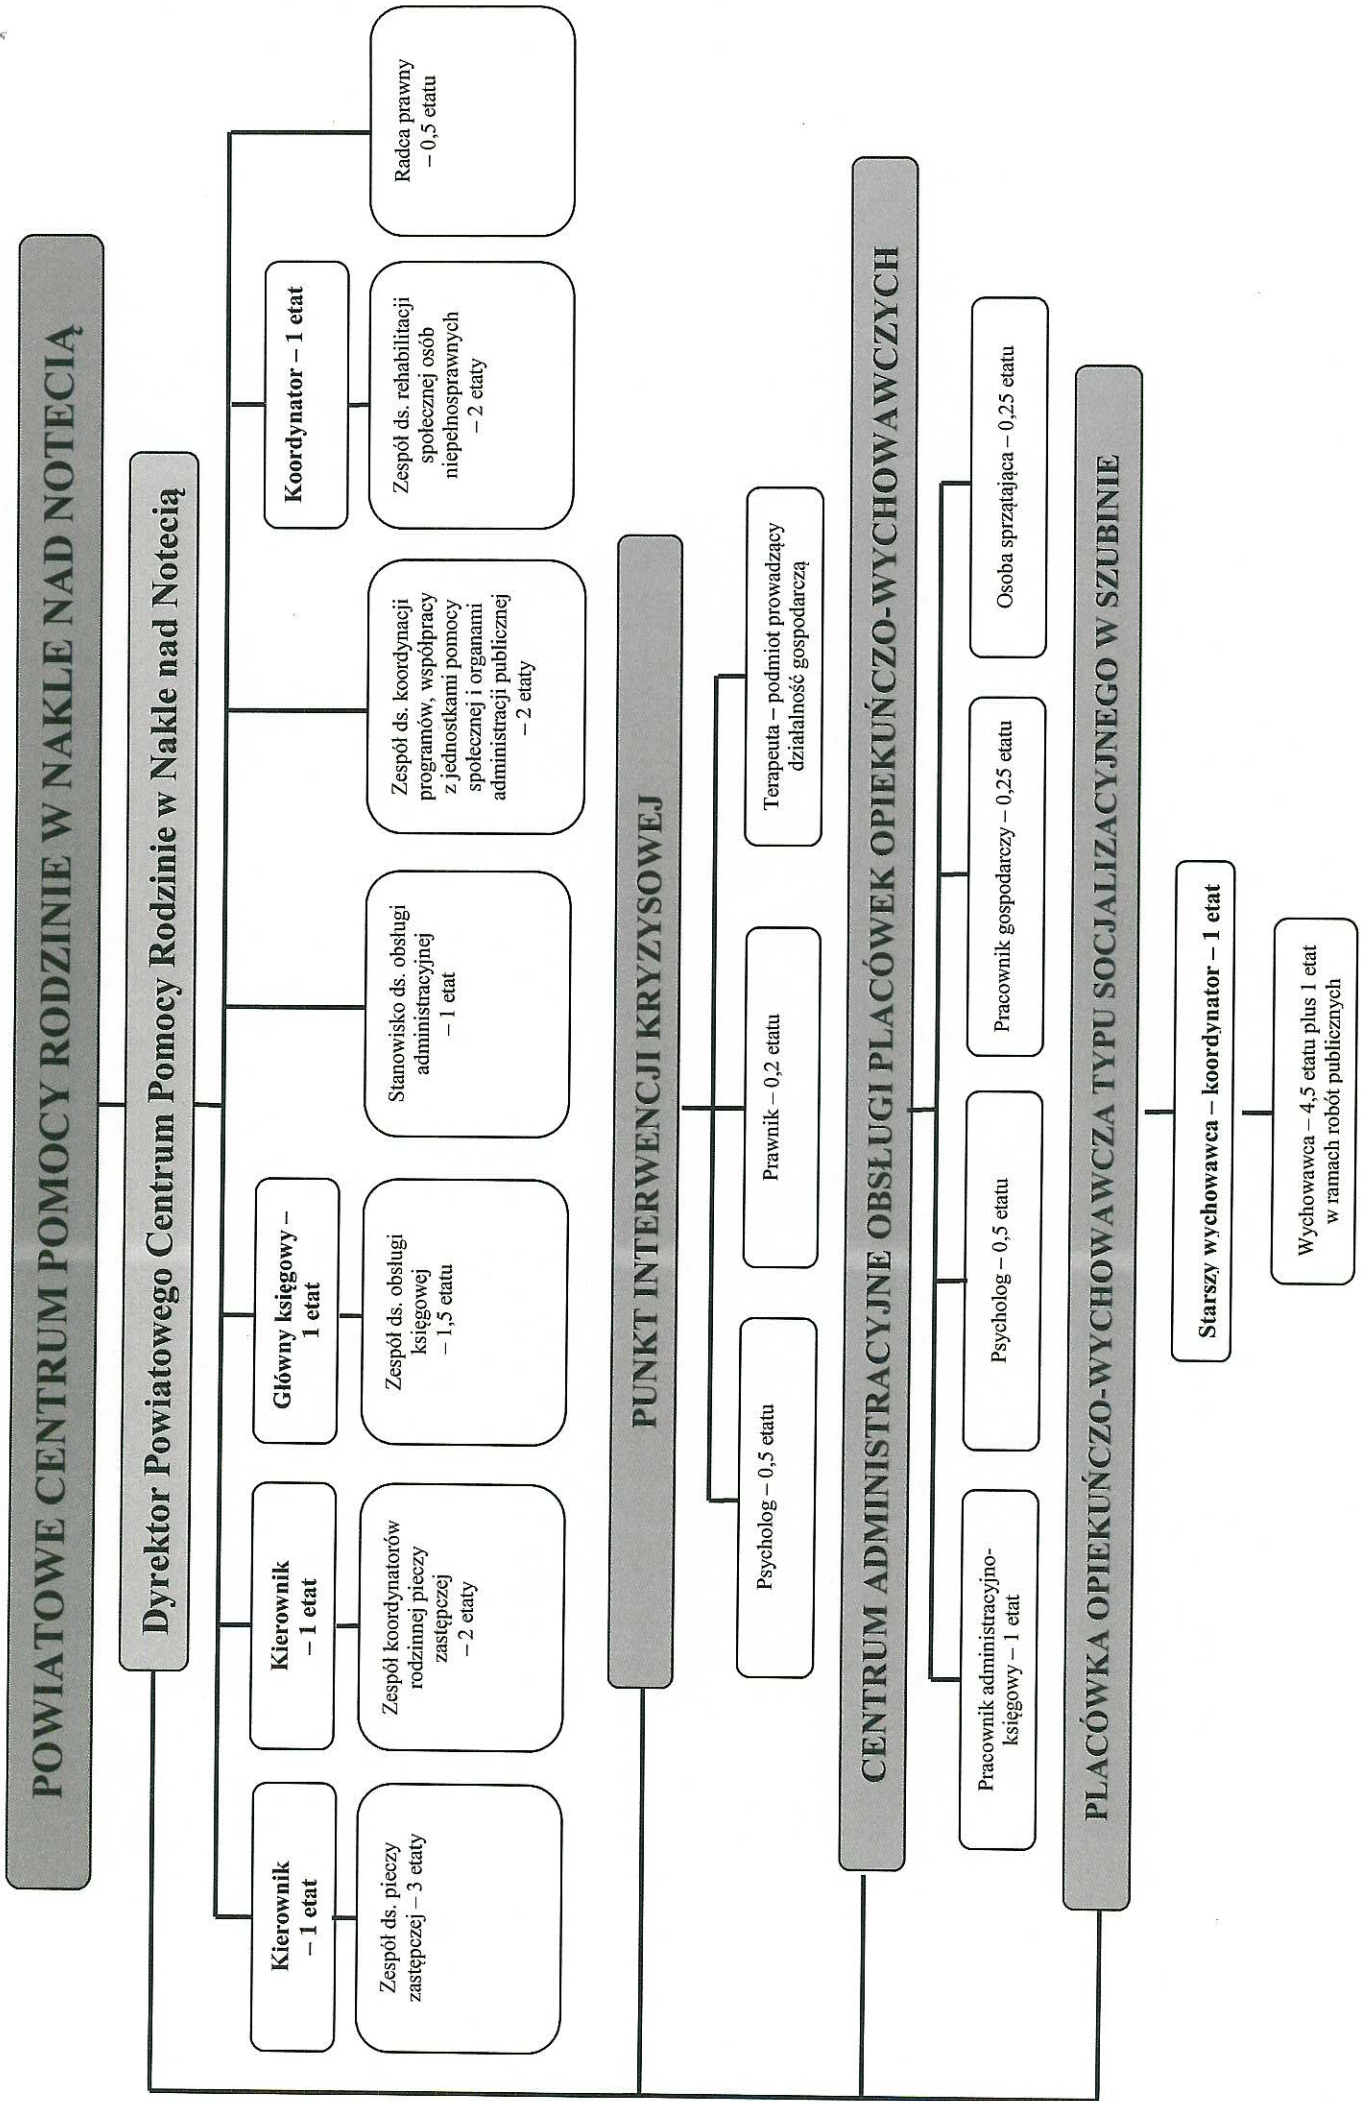 POWIATOWE CENTRUM POMOCY RODZINIE W NAKLE NAD NOTECIĄ
Dyrektor Powiatowego Centrum Pomocy Rodzinie w Nakle nad Notecią
Kierownik
– 1 etat
Kierownik
– 1 etat
Główny księgowy –
1 etat
Koordynator – 1 etat
Zespół ds. pieczy
zastępczej – 3 etaty
Zespół koordynatorów
rodzinnej pieczy
zastępczej
– 2 etaty
Zespół ds. obsługi
księgowej
– 1,5 etatu
Stanowisko ds. obsługi
administracyjnej
– 1 etat
Zespół ds. koordynacji
programów, współpracy
z jednostkami pomocy
społecznej i organami
administracji publicznej
– 2 etaty
Zespół ds. rehabilitacji
społecznej osób
niepełnosprawnych
– 2 etaty
Radca prawny
– 0,5 etatu
PUNKT INTERWENCJI KRYZYSOWEJ
Psycholog – 0,5 etatu
Prawnik – 0,2 etatu
Terapeuta – podmiot prowadzący
działalność gospodarczą
CENTRUM ADMINISTRACYJNE OBSŁUGI PLACÓWEK OPIEKUŃCZO-WYCHOWAWCZYCH
Pracownik administracyjno-
księgowy – 1 etat
Psycholog – 0,5 etatu
Pracownik gospodarczy – 0,25 etatu
Osoba sprzątająca – 0,25 etatu
PLACÓWKA OPIEKUŃCZO-WYCHOWAWCZA TYPU SOCJALIZACYJNEGO W SZUBINIE
Starszy wychowawca – koordynator – 1 etat
Wychowawca – 4,5 etatu plus 1 etat
w ramach robót publicznych